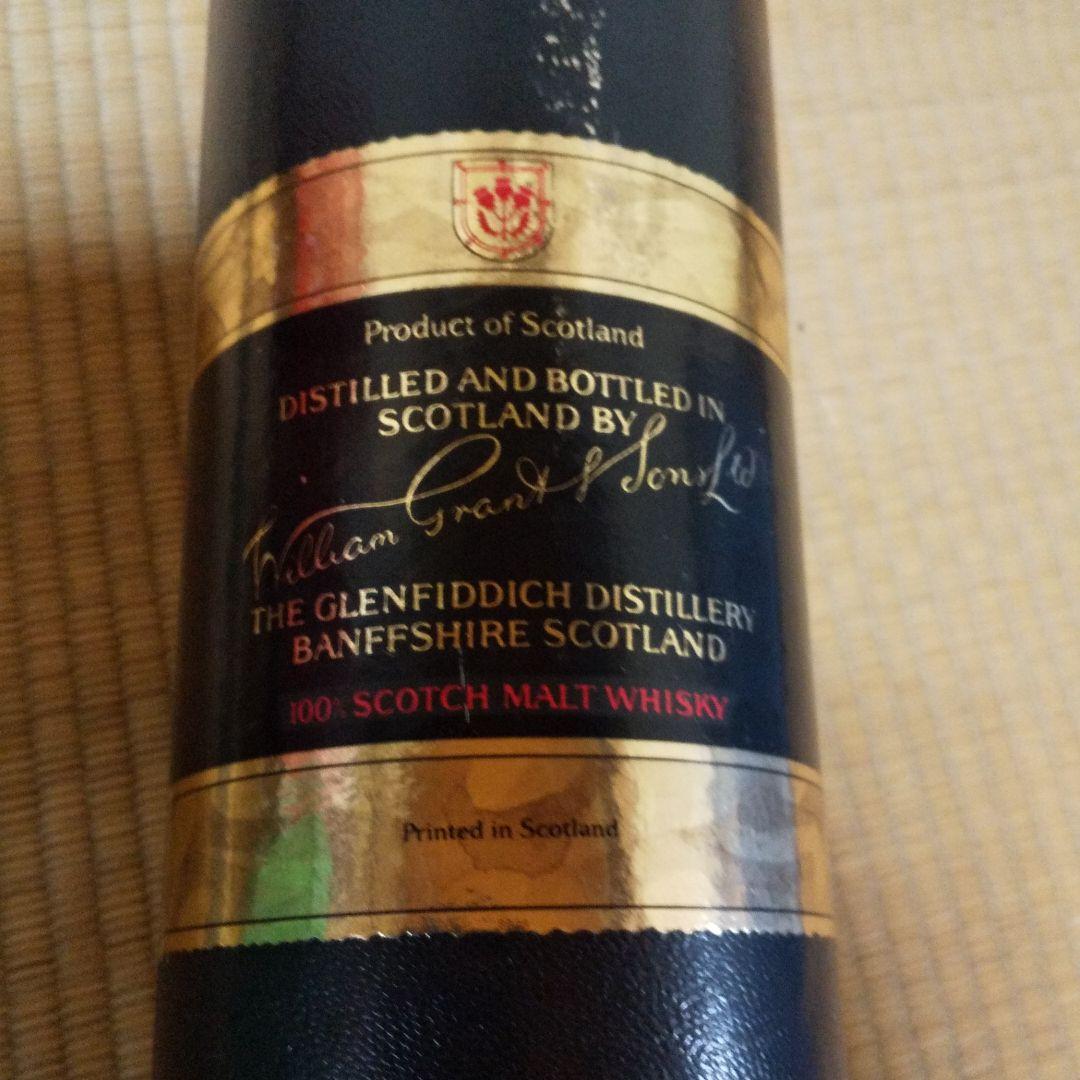 Product of Scotland
DISTILLED AND BOTTLED IN
SCOTLAND BY
William Grant & Sons Ltd
THE GLENFIDDICH DISTILLERY
BANFFSHIRE SCOTLAND
100% SCOTCH MALT WHISKY
Printed in Scotland